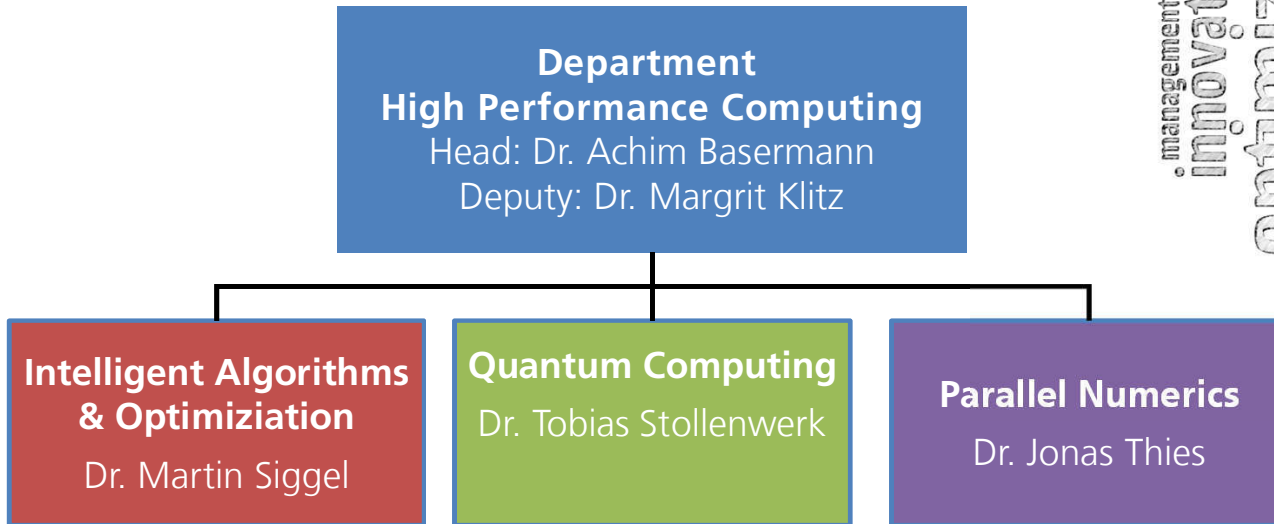 Department
High Performance Computing
Head: Dr. Achim Basermann
Deputy: Dr. Margrit Klitz
management
Intelligent Algorithms
& Optimiziation
Dr. Martin Siggel
Quantum Computing
Dr. Tobias Stollenwerk
Parallel Numerics
Dr. Jonas Thies